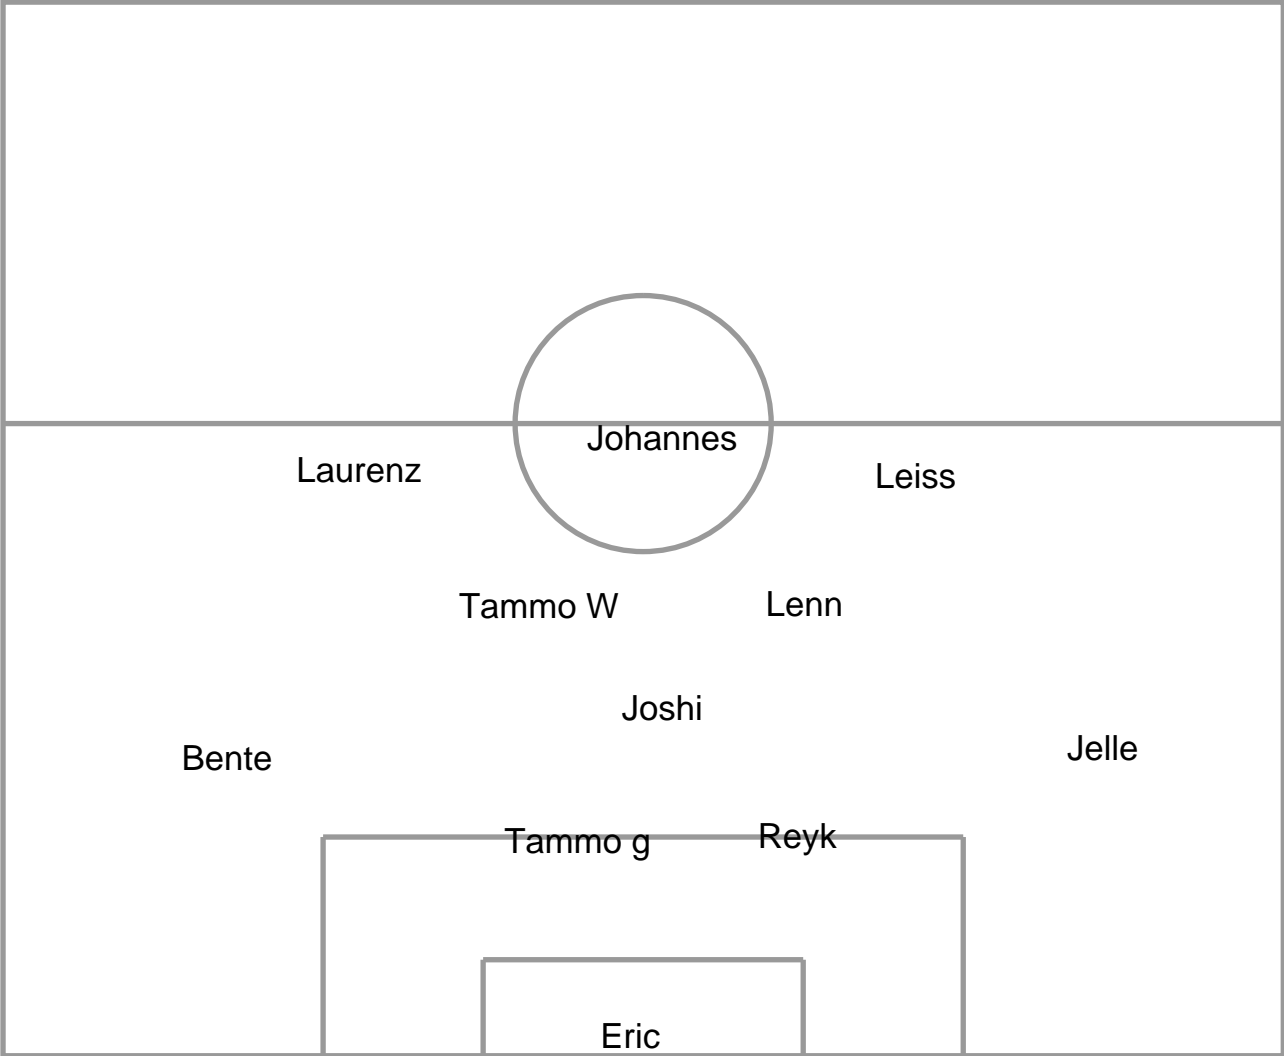 Johannes
Laurenz
Leiss
Tammo W
Lenn
Joshi
Bente
Jelle
Tammo g
Reyk
Eric